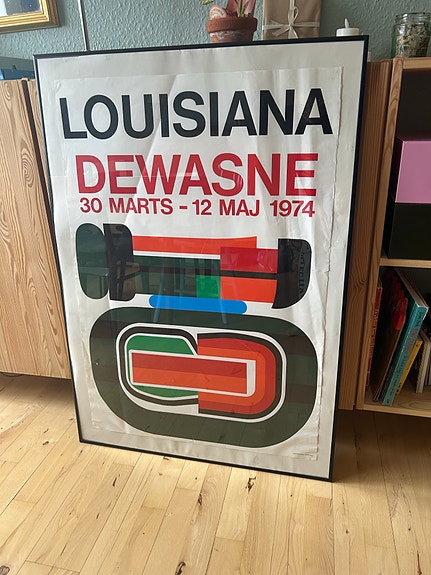 LOUISIANA
DEWASNE
30 MARTS - 12 MAJ 1974